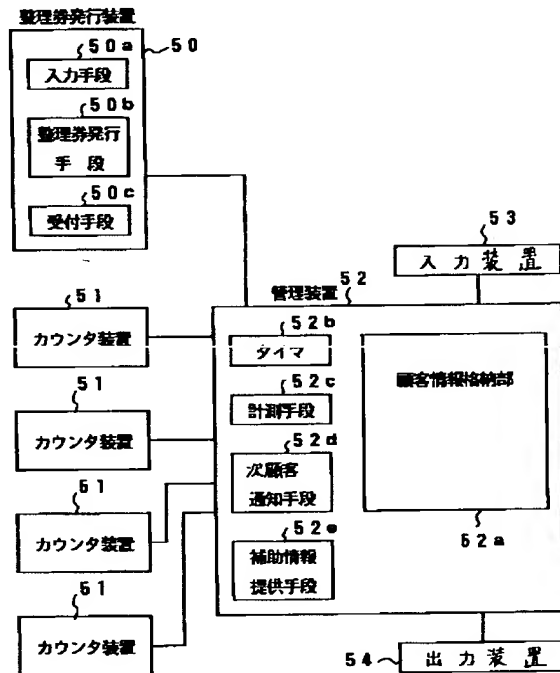 整理券発行装置
50
50a
入力手段
50b
整理券発行
手段
50c
受付手段
53
入力装置
51
カウンタ装置
51
カウンタ装置
51
カウンタ装置
51
カウンタ装置
管理装置
52
52b
タイマ
52c
計測手段
52d
次顧客
通知手段
52e
補助情報
提供手段
顧客情報格納部
52a
54
出力装置